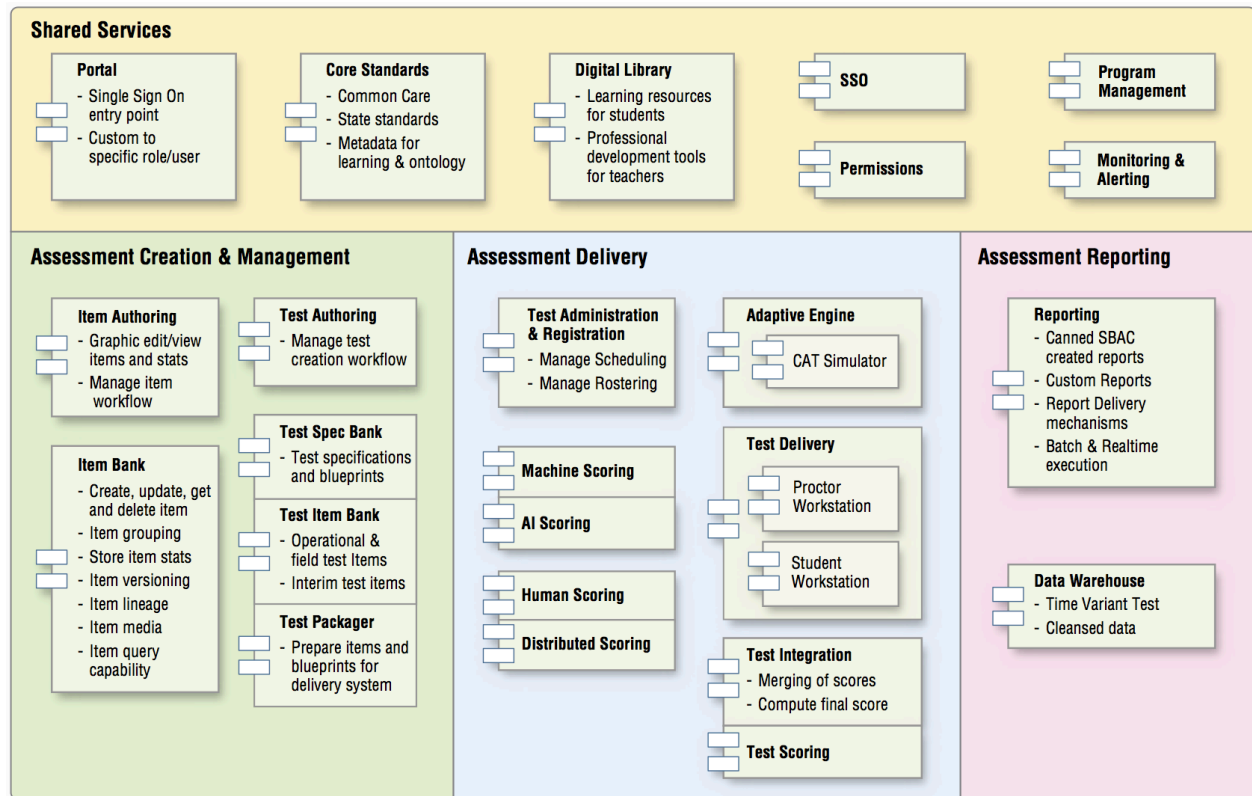 Shared Services
Portal
- Single Sign On
entry point
- Custom to
specific role/user
Core Standards
- Common Care
- State standards
- Metadata for
learning & ontology
Digital Library
- Learning resources
for students
- Professional
development tools
for teachers
SSO
Permissions
Program
Management
Monitoring &
Alerting
Assessment Creation & Management
Item Authoring
- Graphic edit/view
items and stats
- Manage item
workflow
Item Bank
- Create, update, get
and delete item
- Item grouping
- Store item stats
- Item versioning
- Item lineage
- Item media
- Item query
capability
Test Authoring
- Manage test
creation workflow
Test Spec Bank
- Test specifications
and blueprints
Test Item Bank
- Operational &
field test Items
- Interim test items
Test Packager
- Prepare items and
blueprints for
delivery system
Assessment Delivery
Test Administration
& Registration
- Manage Scheduling
- Manage Rostering
Machine Scoring
AI Scoring
Human Scoring
Distributed Scoring
Adaptive Engine
CAT Simulator
Test Delivery
Proctor
Workstation
Student
Workstation
Test Integration
- Merging of scores
- Compute final score
Test Scoring
Assessment Reporting
Reporting
- Canned SBAC
created reports
- Custom Reports
- Report Delivery
mechanisms
- Batch & Realtime
execution
Data Warehouse
- Time Variant Test
- Cleansed data